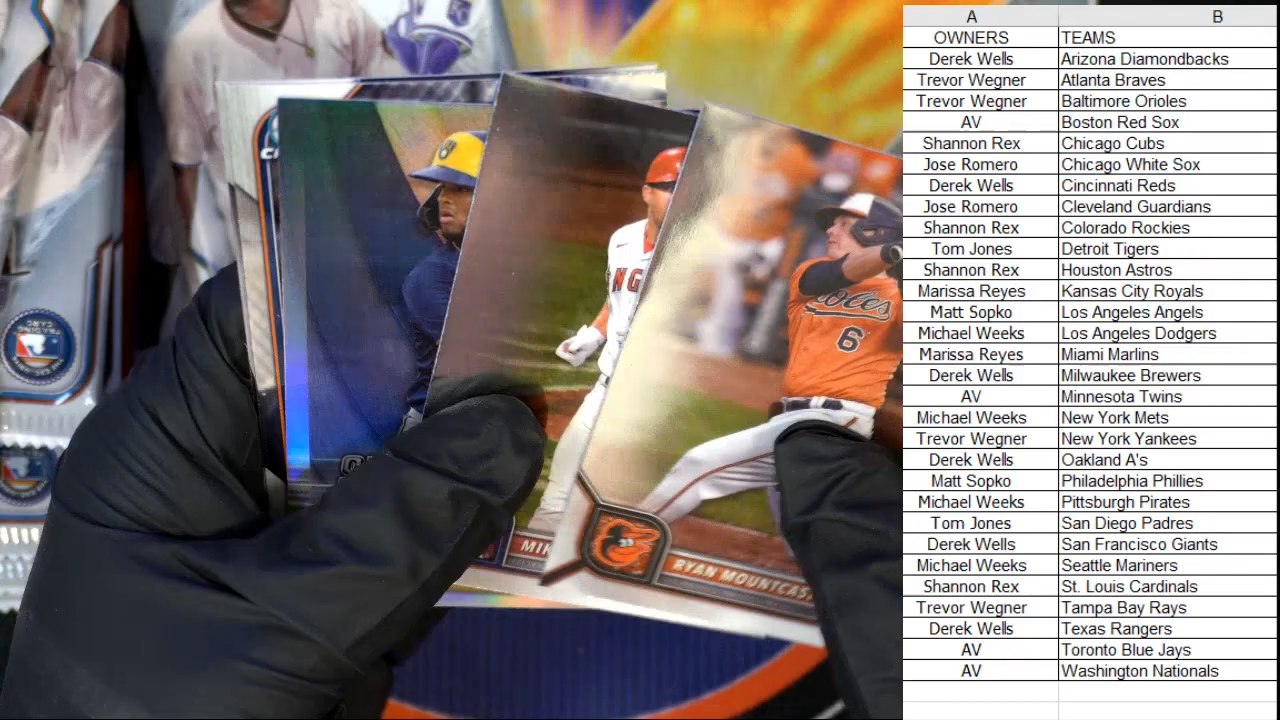 A B
OWNERS TEAMS
Derek Wells Arizona Diamondbacks
Trevor Wegner Atlanta Braves
Trevor Wegner Baltimore Orioles
AV Boston Red Sox
Shannon Rex Chicago Cubs
Jose Romero Chicago White Sox
Derek Wells Cincinnati Reds
Jose Romero Cleveland Guardians
Shannon Rex Colorado Rockies
Tom Jones Detroit Tigers
Shannon Rex Houston Astros
Marissa Reyes Kansas City Royals
Matt Sopko Los Angeles Angels
Michael Weeks Los Angeles Dodgers
Marissa Reyes Miami Marlins
Derek Wells Milwaukee Brewers
AV Minnesota Twins
Michael Weeks New York Mets
Trevor Wegner New York Yankees
Derek Wells Oakland A's
Matt Sopko Philadelphia Phillies
Michael Weeks Pittsburgh Pirates
Tom Jones San Diego Padres
Derek Wells San Francisco Giants
Michael Weeks Seattle Mariners
Shannon Rex St. Louis Cardinals
Trevor Wegner Tampa Bay Rays
Derek Wells Texas Rangers
AV Toronto Blue Jays
AV Washington Nationals
NG
Orioles
6
MIK
RYAN MOUNTCAS